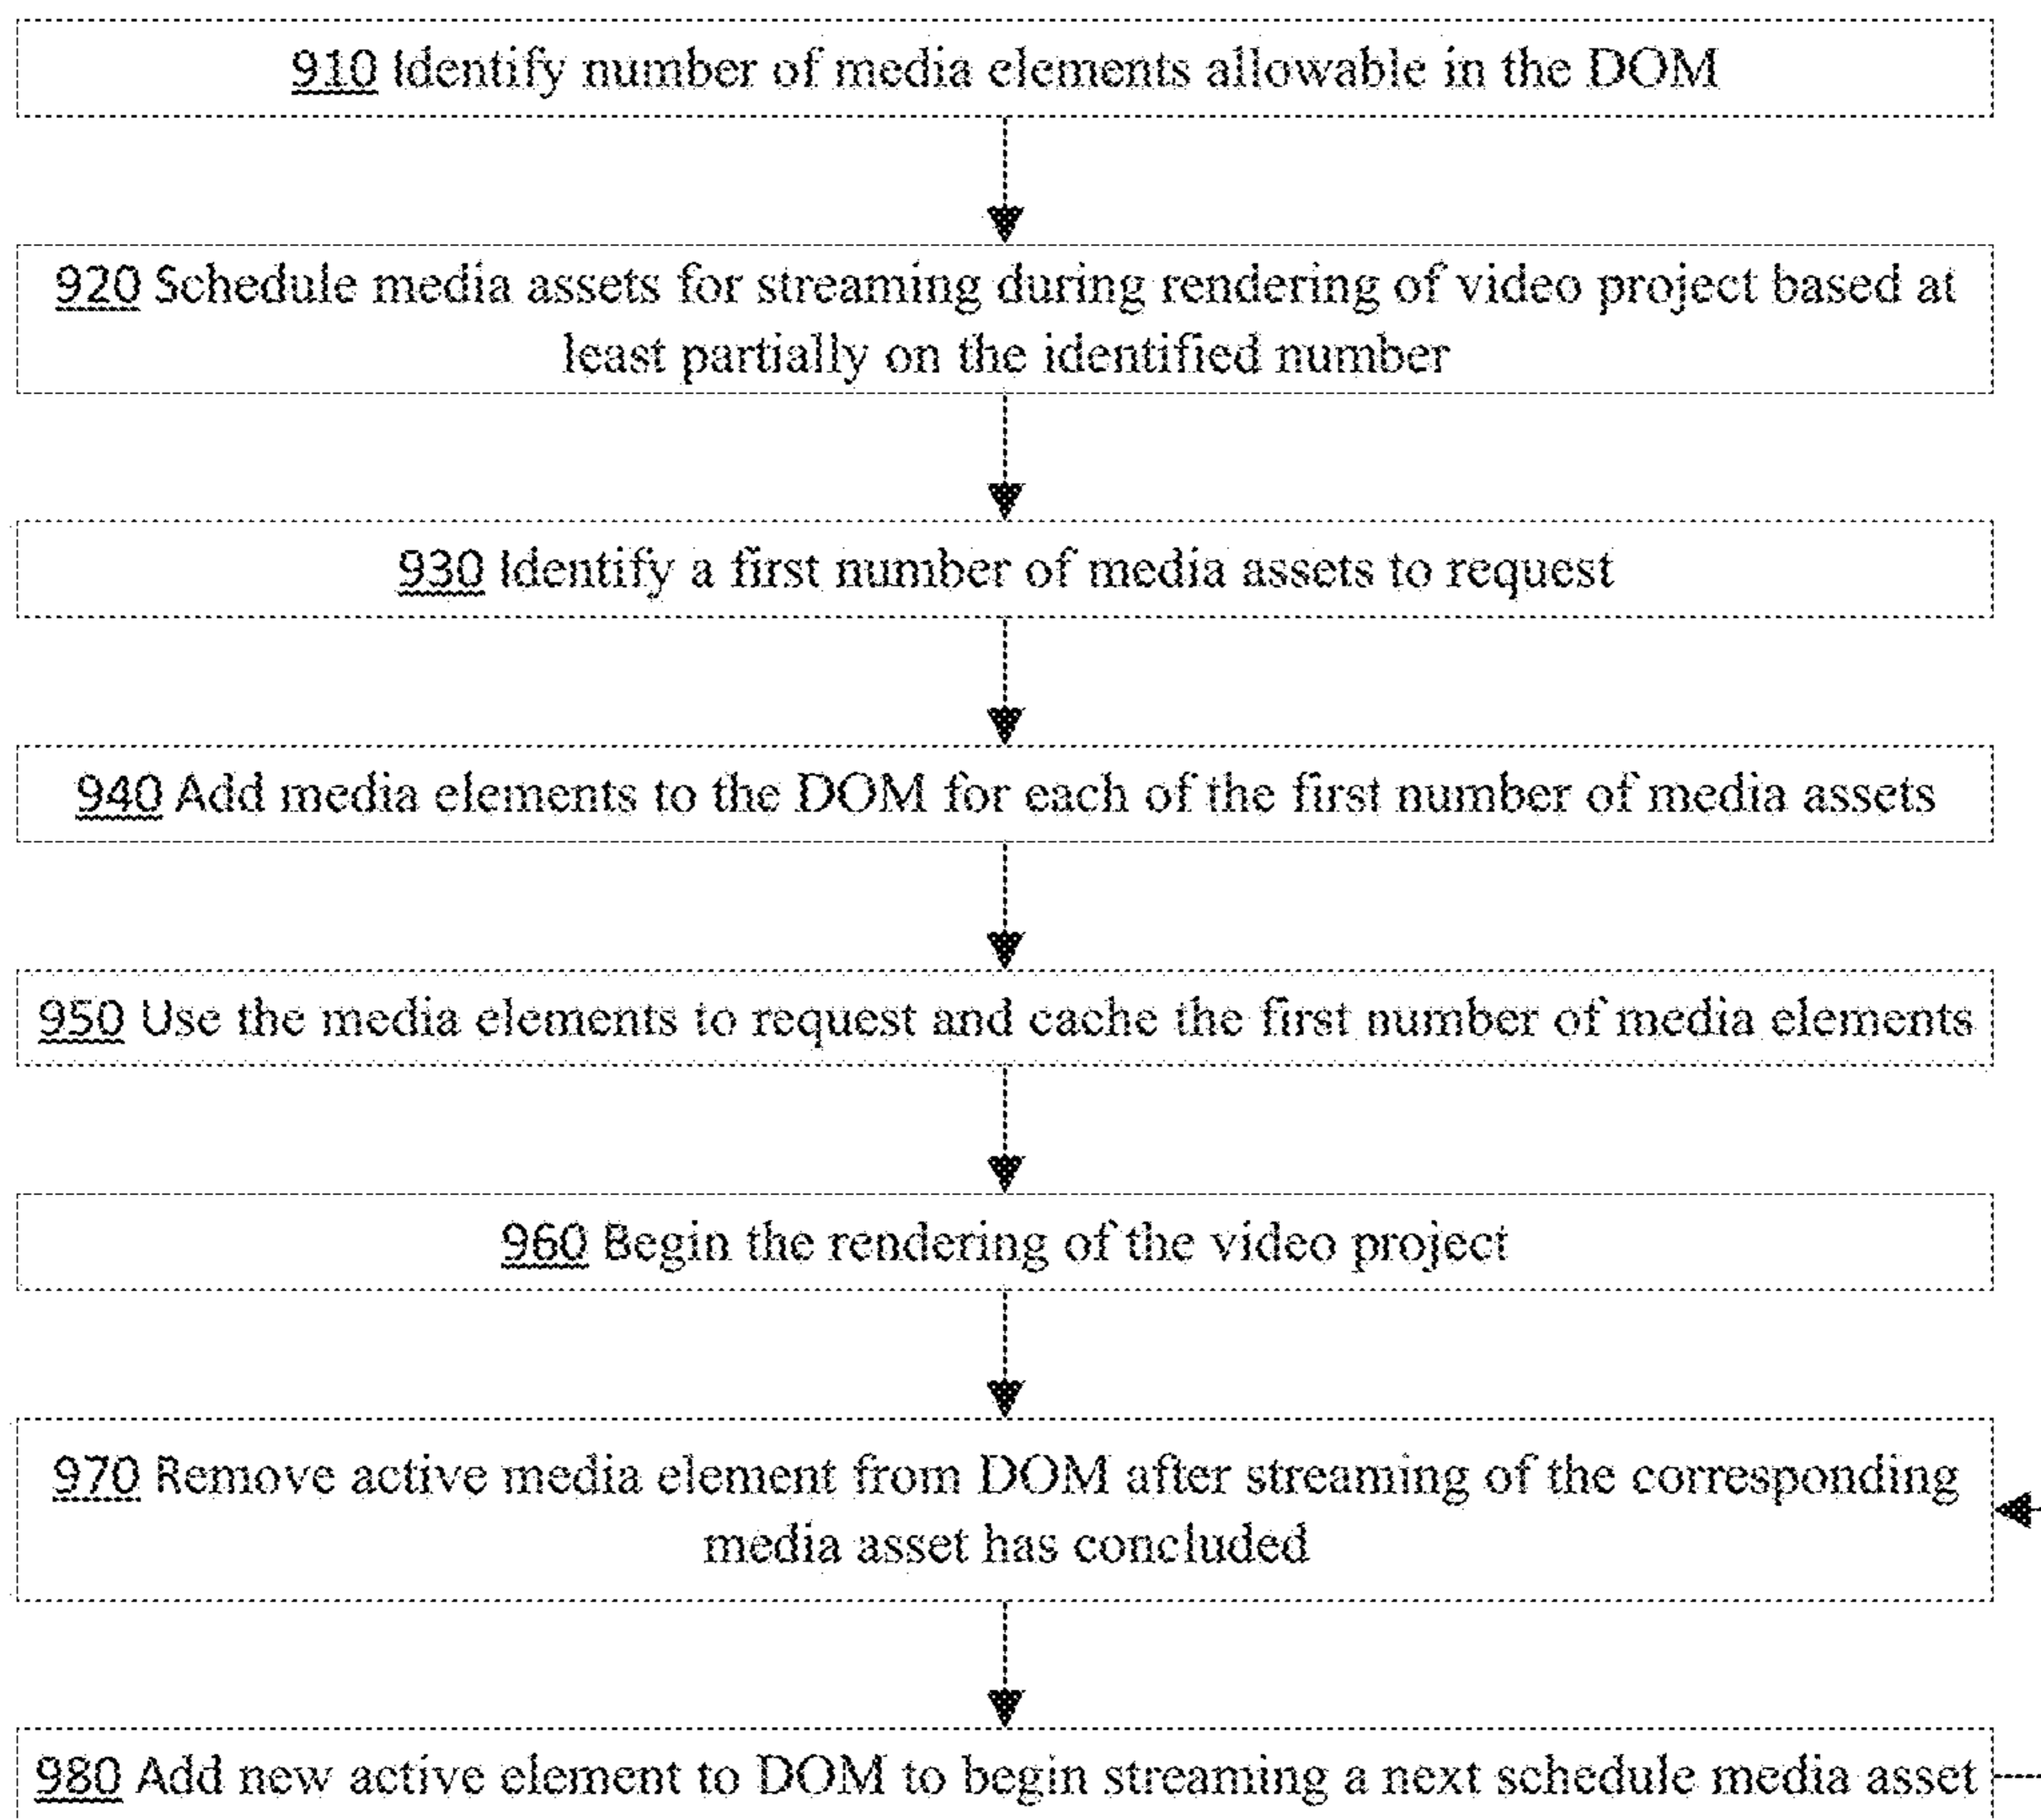 910 Identify number of media elements allowable in the DOM
920 Schedule media assets for streaming during rendering of video project based at
least partially on the identified number
930 Identify a first number of media assets to request
940 Add media elements to the DOM for each of the first number of media assets
950 Use the media elements to request and cache the first number of media elements
960 Begin the rendering of the video project
970 Remove active media element from DOM after streaming of the corresponding
media asset has concluded
980 Add new active element to DOM to begin streaming a next schedule media asset